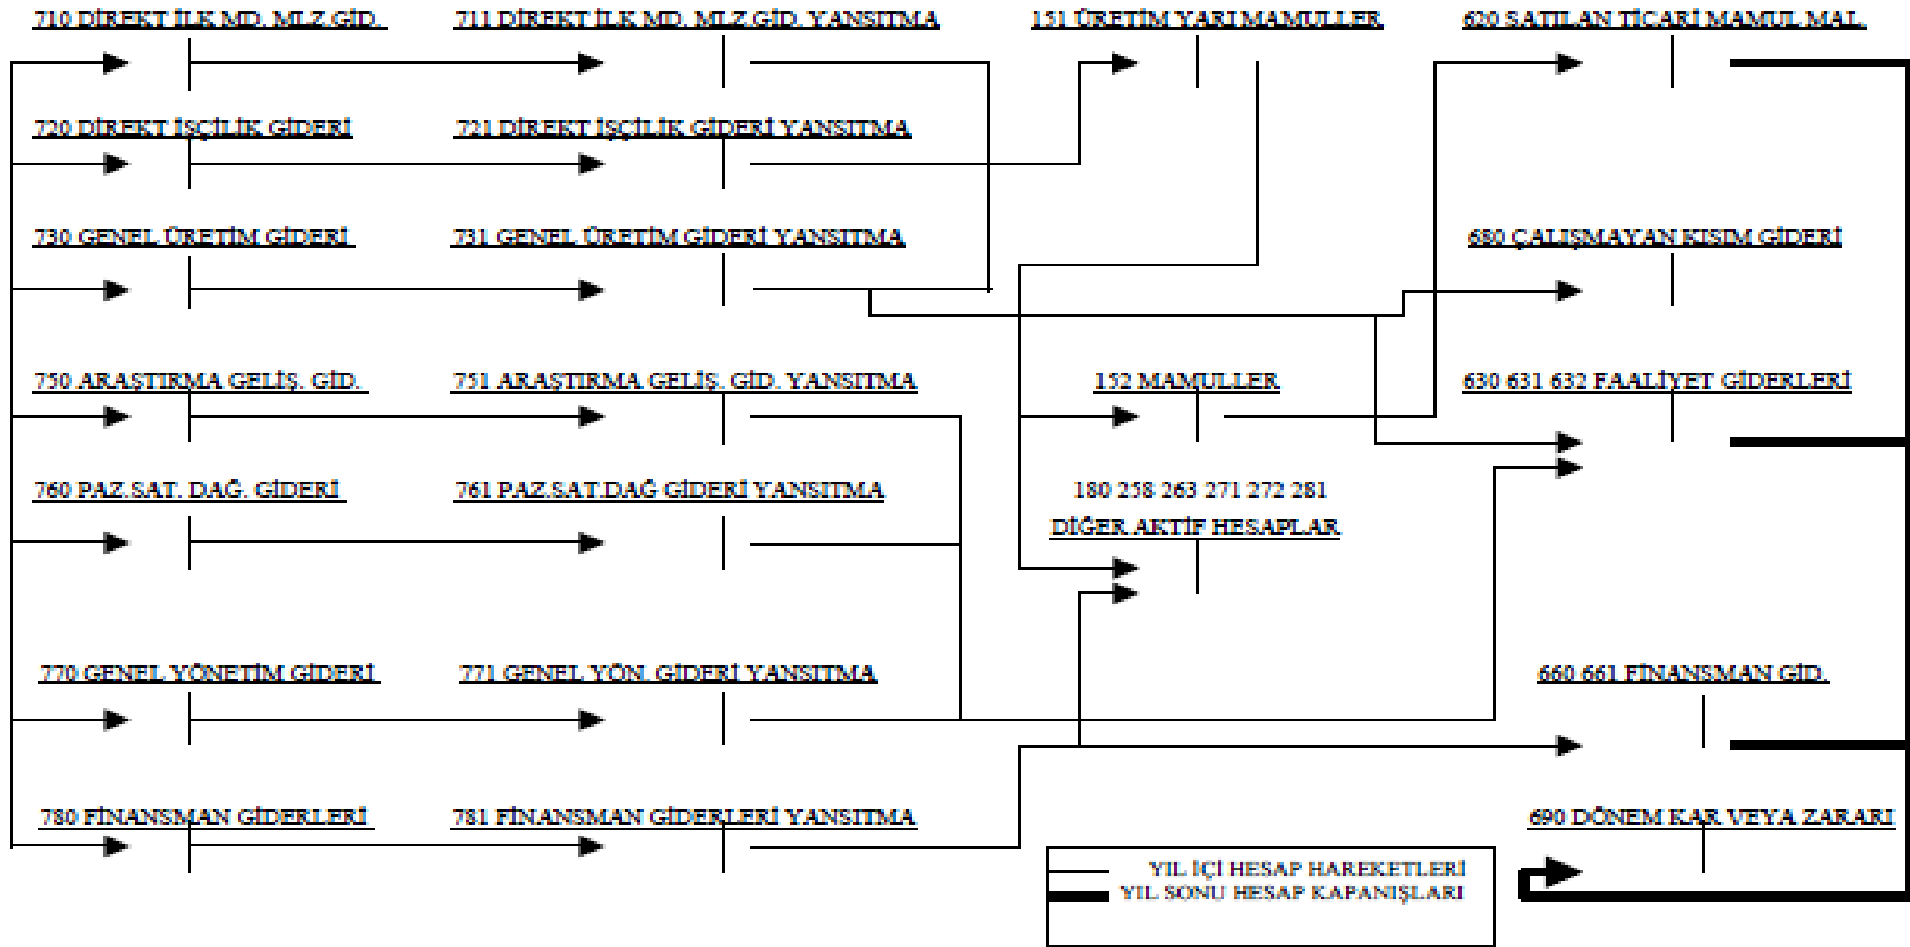 710 DİREKT İLK MD. MLZ.GİD.
711 DİREKT İLK MD. MLZ GİD. YANSITMA
151 ÜRETİM YARI MAMULLER
620 SATILAN TİCARİ MAMUL MAL.
720 DİREKT İŞÇİLİK GİDERİ
721 DİREKT İŞÇİLİK GİDERİ YANSITMA
730 GENEL ÜRETİM GİDERİ
731 GENEL ÜRETİM GİDERİ YANSITMA
680 ÇALIŞMAYAN KISIM GİDERİ
750 ARAŞTIRMA GELİŞ. GİD.
751 ARAŞTIRMA GELİŞ. GİD. YANSITMA
152 MAMULLER
630 631 632 FAALİYET GİDERLERİ
760 PAZ.SAT. DAĞ. GİDERİ
761 PAZ.SAT.DAĞ GİDERİ YANSITMA
180 258 263 271 272 281
DİĞER AKTİF HESAPLAR
770 GENEL YÖNETİM GİDERİ
771 GENEL YÖN. GİDERİ YANSITMA
660 661 FİNANSMAN GİD.
780 FİNANSMAN GİDERLERİ
781 FİNANSMAN GİDERLERİ YANSITMA
690 DÖNEM KAR VEYA ZARARI
YIL İÇİ HESAP HAREKETLERİ
YIL SONU HESAP KAPANIŞLARI